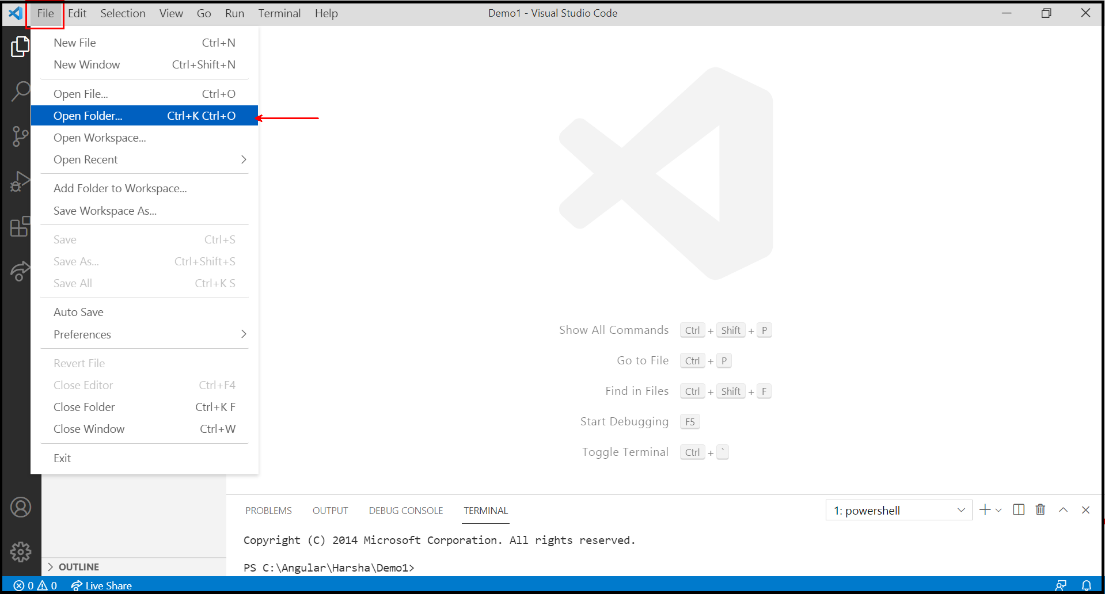 File Edit Selection View Go Run Terminal Help Demo1 - Visual Studio Code
New File Ctrl+N
New Window Ctrl+Shift+N
Open File... Ctrl+O
Open Folder... Ctrl+K Ctrl+O
Open Workspace...
Open Recent
Add Folder to Workspace...
Save Workspace As...
Save Ctrl+S
Save As... Ctrl+Shift+S
Save All Ctrl+K S
Auto Save
Preferences
Revert File
Close Editor Ctrl+F4
Close Folder Ctrl+K F
Close Window Ctrl+W
Exit
Show All Commands Ctrl + Shift + P
Go to File Ctrl + P
Find in Files Ctrl + Shift + F
Start Debugging F5
Toggle Terminal Ctrl + `
PROBLEMS OUTPUT DEBUG CONSOLE TERMINAL 1: powershell
Copyright (C) 2014 Microsoft Corporation. All rights reserved.
PS C:\Angular\Harsha\Demo1>
OUTLINE
0 0 Live Share